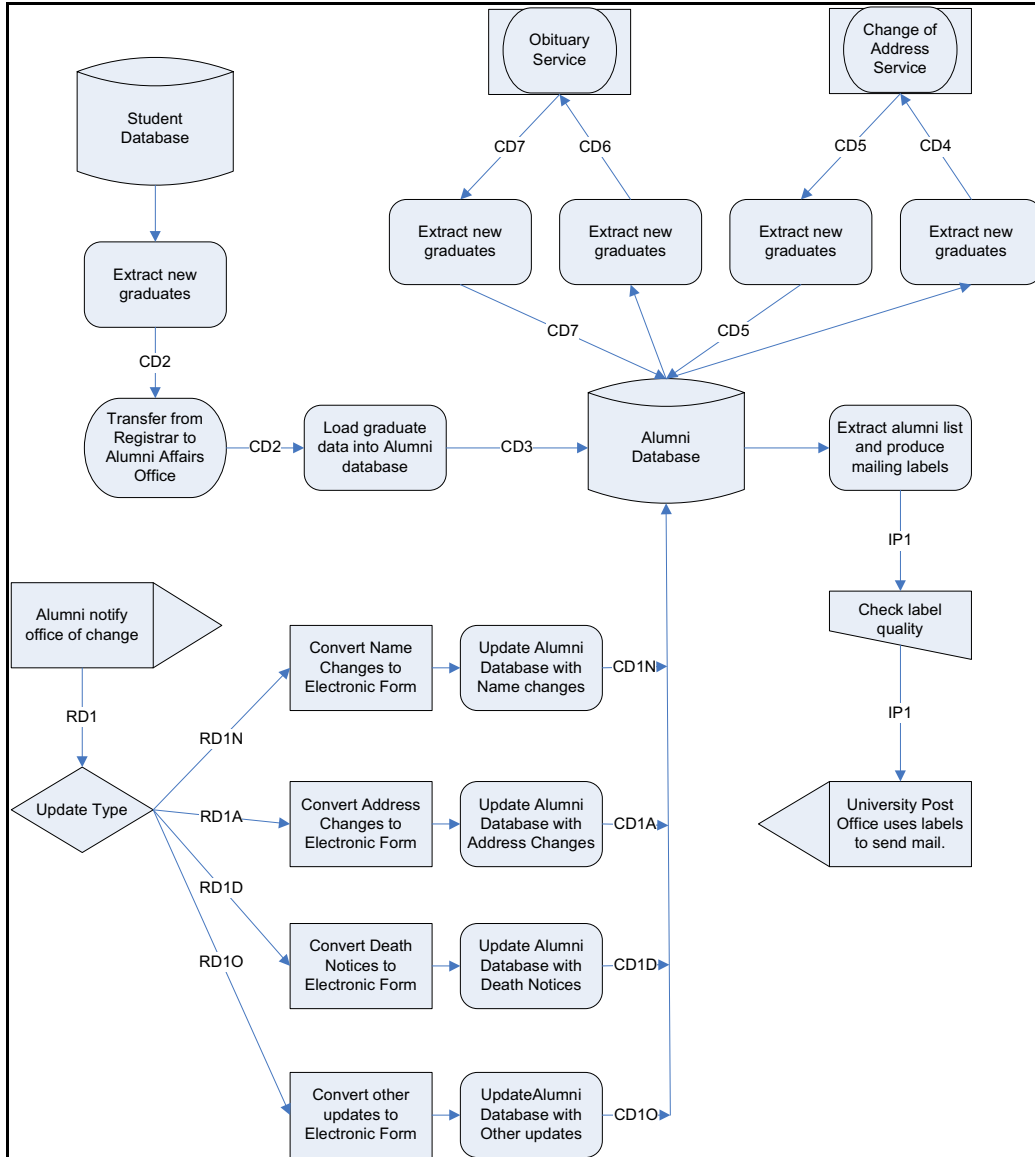 Obituary
Service
Change of
Address
Service
Student
Database
CD7
CD6
CD5
CD4
Extract new
graduates
Extract new
graduates
Extract new
graduates
Extract new
graduates
Extract new
graduates
CD7
CD5
CD2
Transfer from
Registrar to
Alumni Affairs
Office
CD2
Load graduate
data into Alumni
database
CD3
Alumni
Database
Extract alumni list
and produce
mailing labels
IP1
Alumni notify
office of change
Check label
quality
RD1
Convert Name
Changes to
Electronic Form
Update Alumni
Database with
Name changes
CD1N
IP1
RD1N
Update Type
RD1A
Convert Address
Changes to
Electronic Form
Update Alumni
Database with
Address Changes
CD1A
University Post
Office uses labels
to send mail.
RD1D
Convert Death
Notices to
Electronic Form
Update Alumni
Database with
Death Notices
CD1D
RD1O
Convert other
updates to
Electronic Form
UpdateAlumni
Database with
Other updates
CD1O